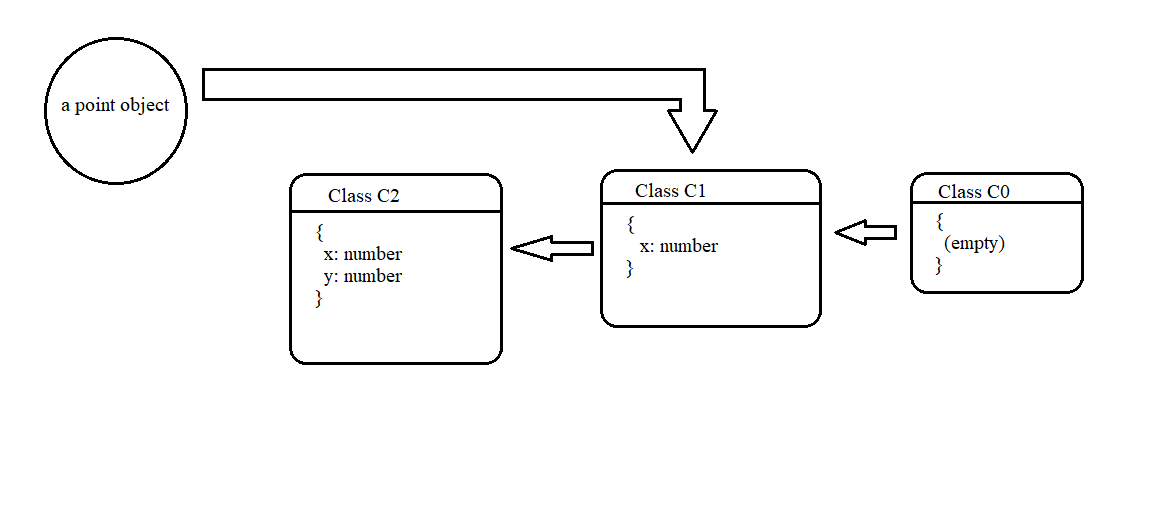 a point object
Class C2
{
x: number
y: number
}
Class C1
{
x: number
}
Class C0
{
(empty)
}